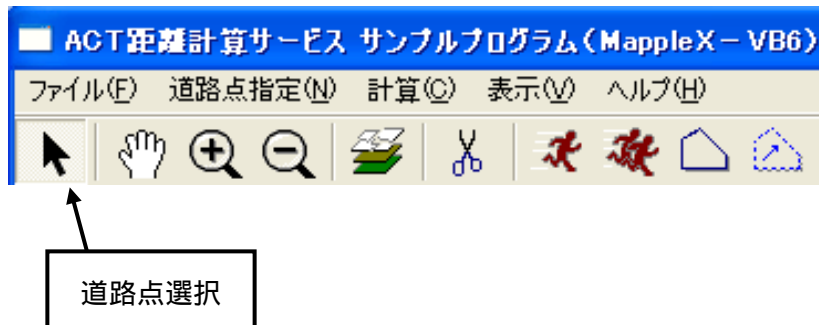 ACT距離計算サービス サンプルプログラム(MappleX－VB6)
ファイル(F) 道路点指定(N) 計算(C) 表示(V) ヘルプ(H)
道路点選択